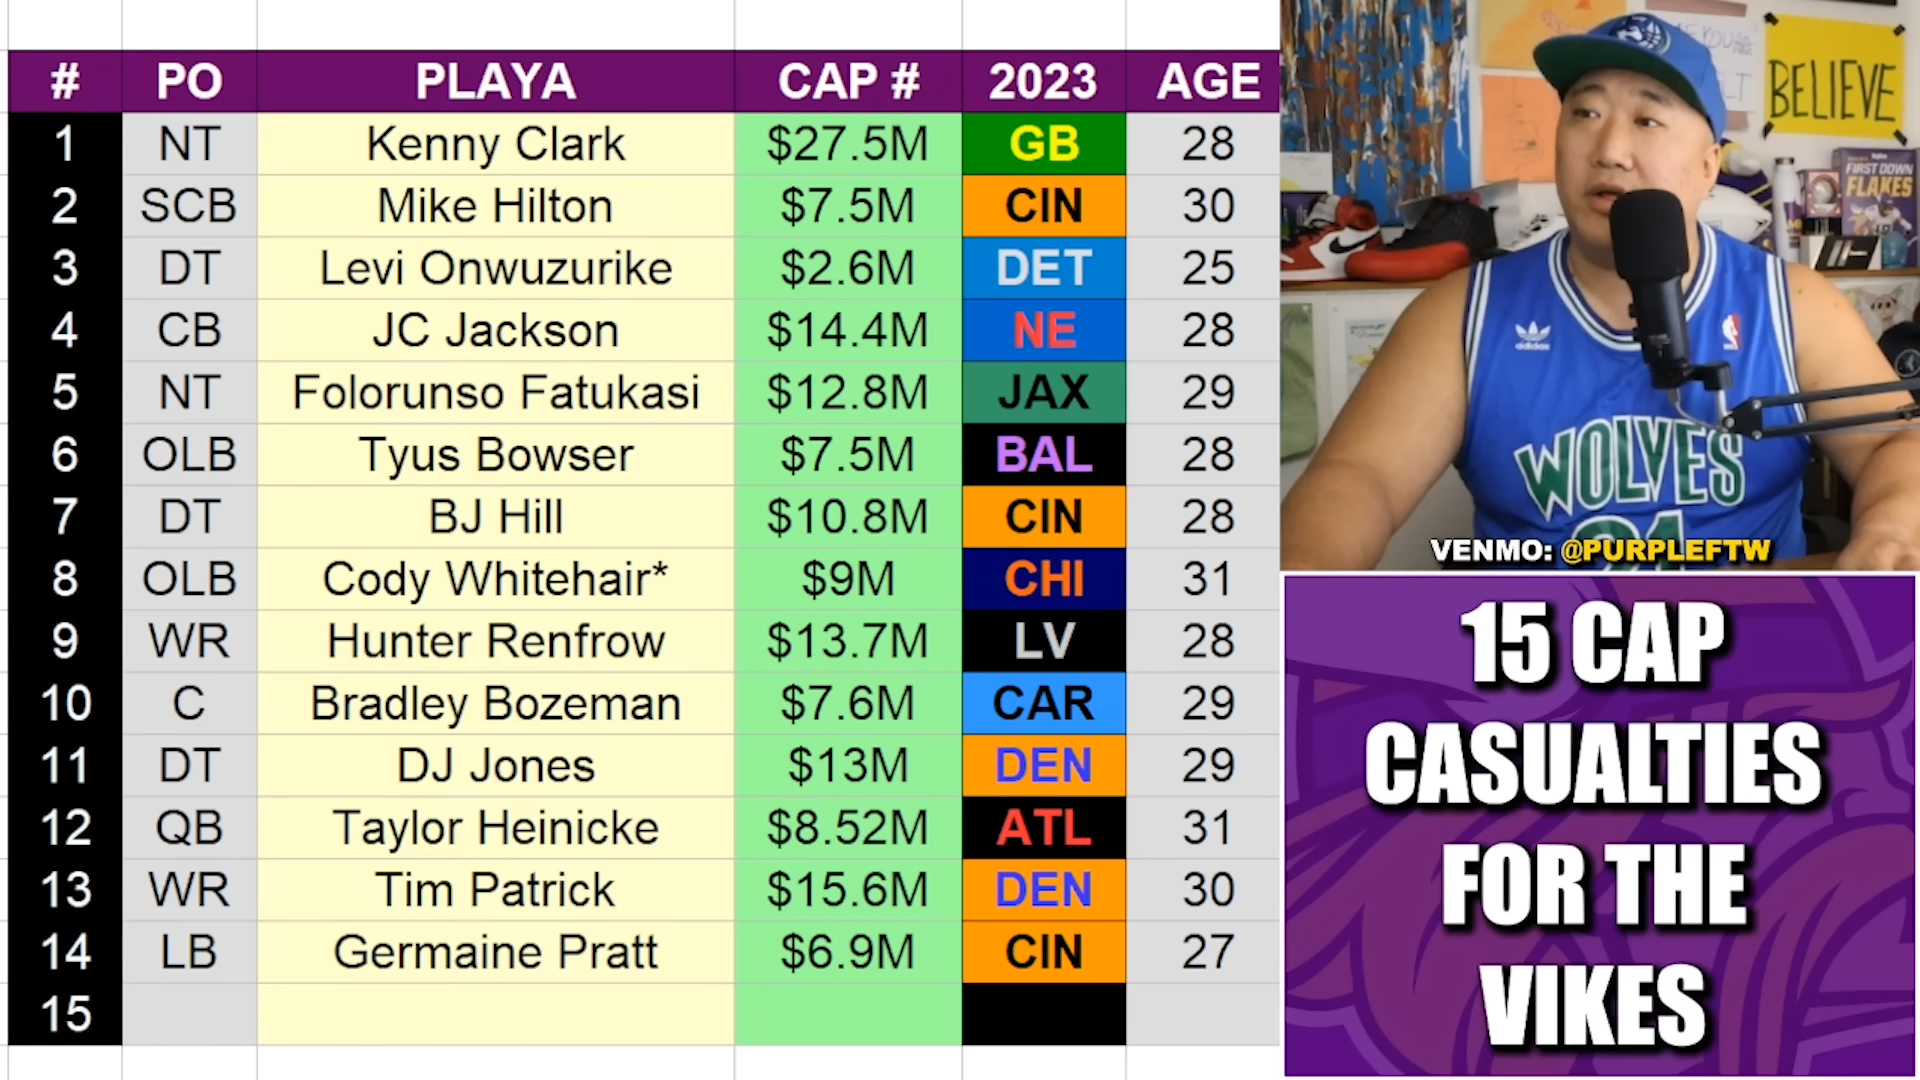 # PO PLAYA CAP # 2023 AGE
1 NT Kenny Clark $27.5M GB 28
2 SCB Mike Hilton $7.5M CIN 30
3 DT Levi Onwuzurike $2.6M DET 25
4 CB JC Jackson $14.4M NE 28
5 NT Folorunso Fatukasi $12.8M JAX 29
6 OLB Tyus Bowser $7.5M BAL 28
7 DT BJ Hill $10.8M CIN 28
8 OLB Cody Whitehair* $9M CHI 31
9 WR Hunter Renfrow $13.7M LV 28
10 C Bradley Bozeman $7.6M CAR 29
11 DT DJ Jones $13M DEN 29
12 QB Taylor Heinicke $8.52M ATL 31
13 WR Tim Patrick $15.6M DEN 30
14 LB Germaine Pratt $6.9M CIN 27
15
BELIEVE
FIRST DOWN
FLAKES
adidas
WOLVES
21
VENMO: @PURPLEFTW
15 CAP
CASUALTIES
FOR THE
VIKES